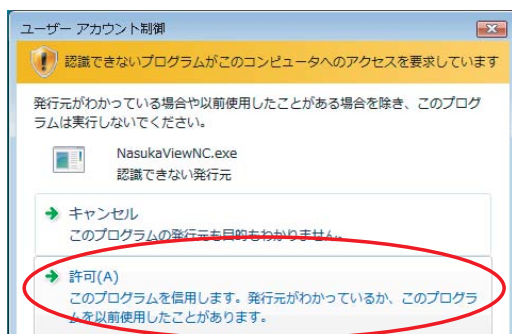 ユーザー アカウント制御
認識できないプログラムがこのコンピュータへのアクセスを要求しています
発行元がわかっている場合や以前使用したことがある場合を除き、このプログ
ラムは実行しないでください。
NasukaViewNC.exe
認識できない発行元
キャンセル
このプログラムの発行元も目的もわかりません。
許可(A)
このプログラムを信用します。発行元がわかっているか、このプログラ
ムを以前使用したことがあります。